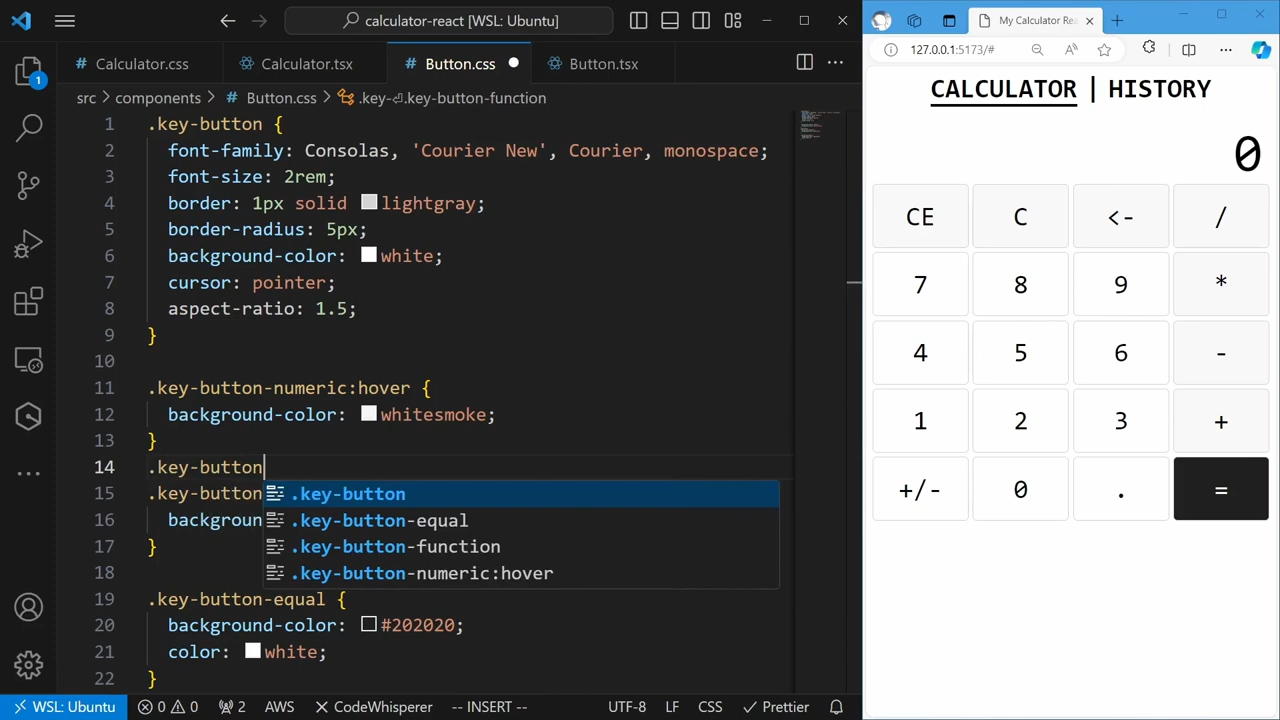 calculator-react [WSL: Ubuntu]
Calculator.css
Calculator.tsx
# Button.css
Button.tsx
src > components > # Button.css > .key-⏎.key-button-function
1 .key-button {
2 font-family: Consolas, 'Courier New', Courier, monospace;
3 font-size: 2rem;
4 border: 1px solid lightgray;
5 border-radius: 5px;
6 background-color: white;
7 cursor: pointer;
8 aspect-ratio: 1.5;
9 }
10
11 .key-button-numeric:hover {
12 background-color: whitesmoke;
13 }
14 .key-button
15 .key-button
16 backgroun
17 }
18
19 .key-button-equal {
20 background-color: #202020;
21 color: white;
22 }
.key-button
.key-button-equal
.key-button-function
.key-button-numeric:hover
1
WSL: Ubuntu
0 0 2 AWS CodeWhisperer -- INSERT -- UTF-8 LF CSS Prettier
My Calculator Rea
127.0.0.1:5173/#
CALCULATOR | HISTORY
0
CE C <- /
7 8 9 *
4 5 6 -
1 2 3 +
+/- 0 . =